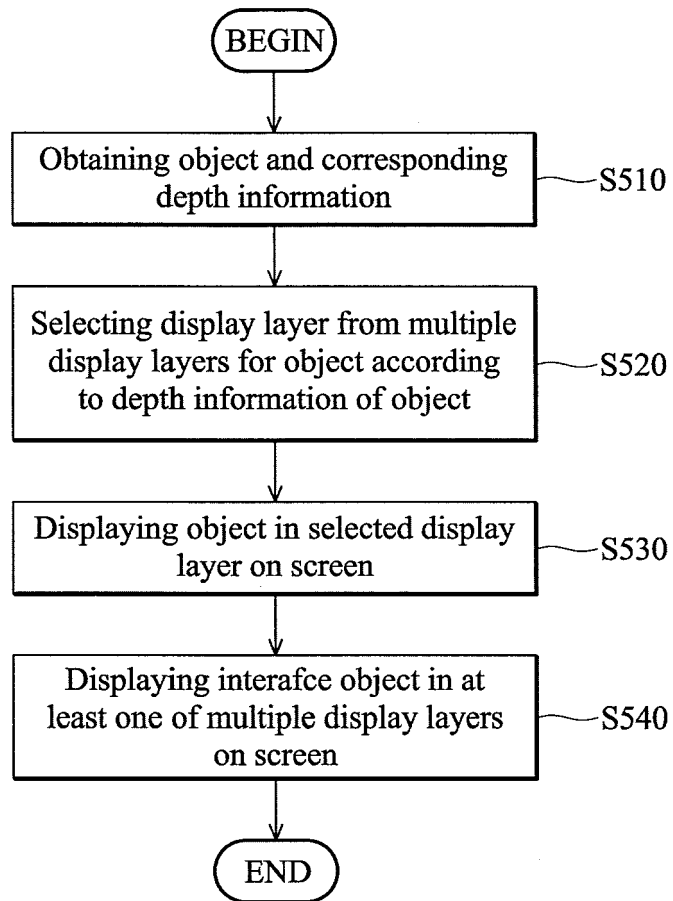 BEGIN
Obtaining object and corresponding
depth information
S510
Selecting display layer from multiple
display layers for object according
to depth information of object
S520
Displaying object in selected display
layer on screen
S530
Displaying interafce object in at
least one of multiple display layers
on screen
S540
END